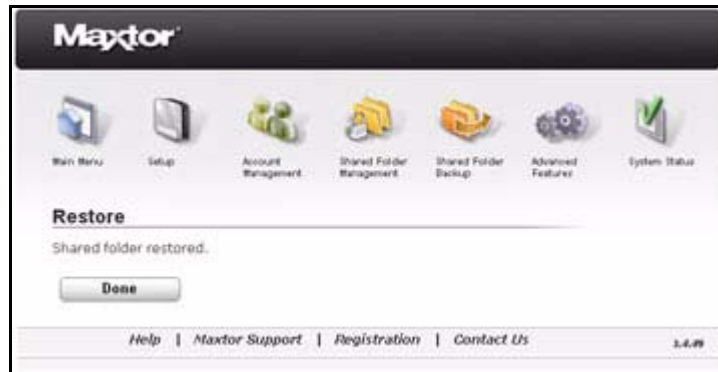 Maxtor
Main Menu
Setup
Account
Management
Shared Folder
Management
Shared Folder
Backup
Advanced
Features
System Status
Restore
Shared folder restored.
Done
Help | Maxtor Support | Registration | Contact Us